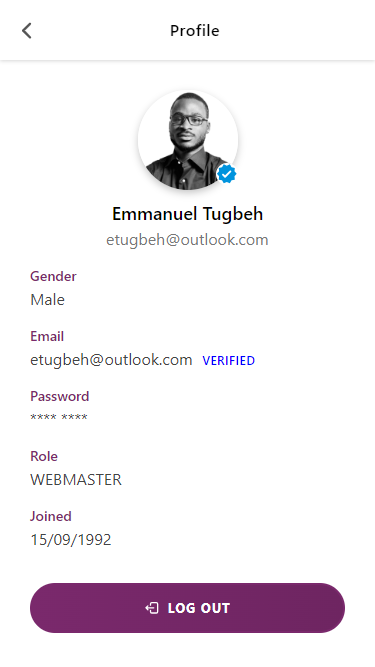 Profile
Emmanuel Tugbeh
etugbeh@outlook.com
Gender
Male
Email
etugbeh@outlook.com VERIFIED
Password
**** ****
Role
WEBMASTER
Joined
15/09/1992
LOG OUT